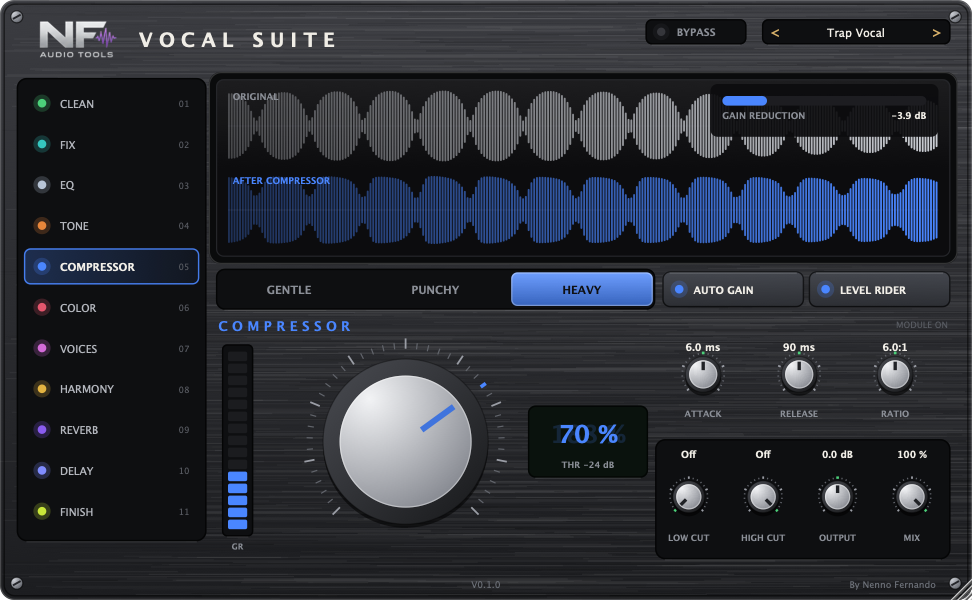 NF
AUDIO TOOLS
VOCAL SUITE
BYPASS
< Trap Vocal >
CLEAN 01
FIX 02
EQ 03
TONE 04
COMPRESSOR 05
COLOR 06
VOICES 07
HARMONY 08
REVERB 09
DELAY 10
FINISH 11
ORIGINAL
GAIN REDUCTION -3.9 dB
AFTER COMPRESSOR
GENTLE PUNCHY HEAVY AUTO GAIN LEVEL RIDER
COMPRESSOR
MODULE ON
GR
70 %
THR -24 dB
6.0 ms 90 ms 6.0:1
ATTACK RELEASE RATIO
Off Off 0.0 dB 100 %
LOW CUT HIGH CUT OUTPUT MIX
V0.1.0
By Nenno Fernando